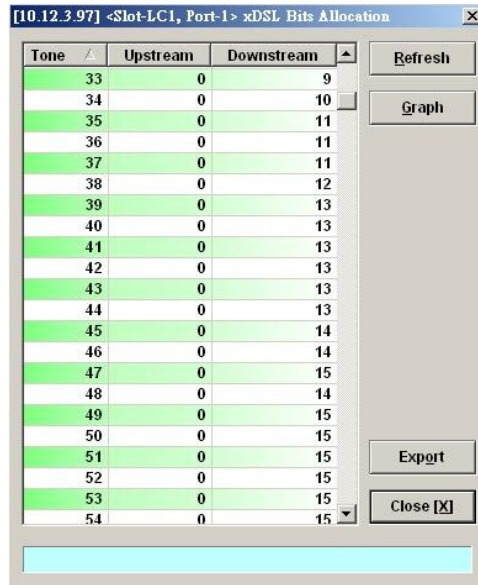 [10.12.3.97] <Slot-LC1, Port-1> xDSL Bits Allocation
Tone Upstream Downstream
33 0 9
34 0 10
35 0 11
36 0 11
37 0 11
38 0 12
39 0 13
40 0 13
41 0 13
42 0 13
43 0 13
44 0 13
45 0 14
46 0 14
47 0 15
48 0 14
49 0 15
50 0 15
51 0 15
52 0 15
53 0 15
54 0 15
Refresh
Graph
Export
Close [X]